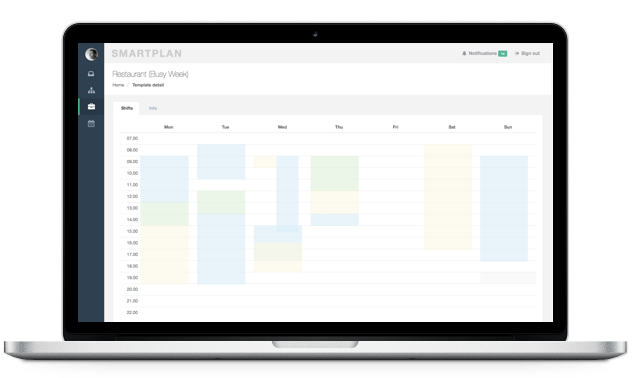 SMARTPLAN
Notifications
Sign out
Restaurant (Busy Week)
Home / Template detail
Shifts
Info
Mon Tue Wed Thu Fri Sat Sun
07.00
08.00
09.00
10.00
11.00
12.00
13.00
14.00
15.00
16.00
17.00
18.00
19.00
20.00
21.00
22.00